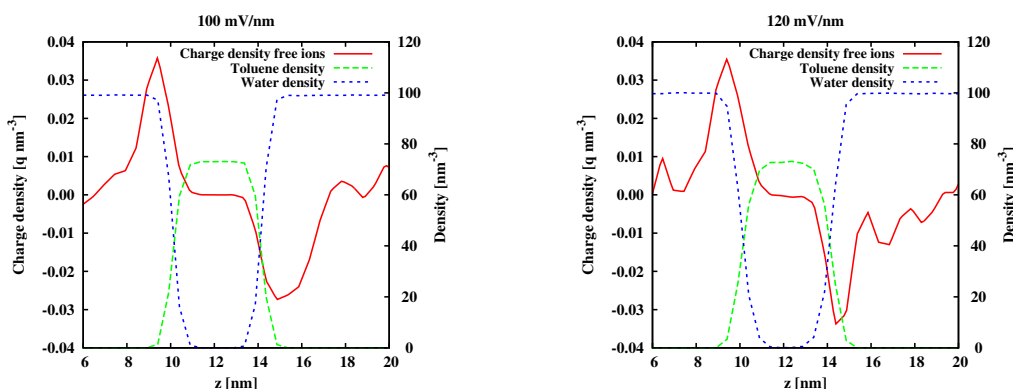 100 mV/nm
Charge density free ions
Toluene density
Water density
Charge density [q nm-3]
0.04
0.03
0.02
0.01
0.00
-0.01
-0.02
-0.03
-0.04
120
100
80
60
40
20
0
Density [nm-3]
6 8 10 12 14 16 18 20
z [nm]
120 mV/nm
Charge density free ions
Toluene density
Water density
Charge density [q nm-3]
0.04
0.03
0.02
0.01
0.00
-0.01
-0.02
-0.03
-0.04
120
100
80
60
40
20
0
Density [nm-3]
6 8 10 12 14 16 18 20
z [nm]